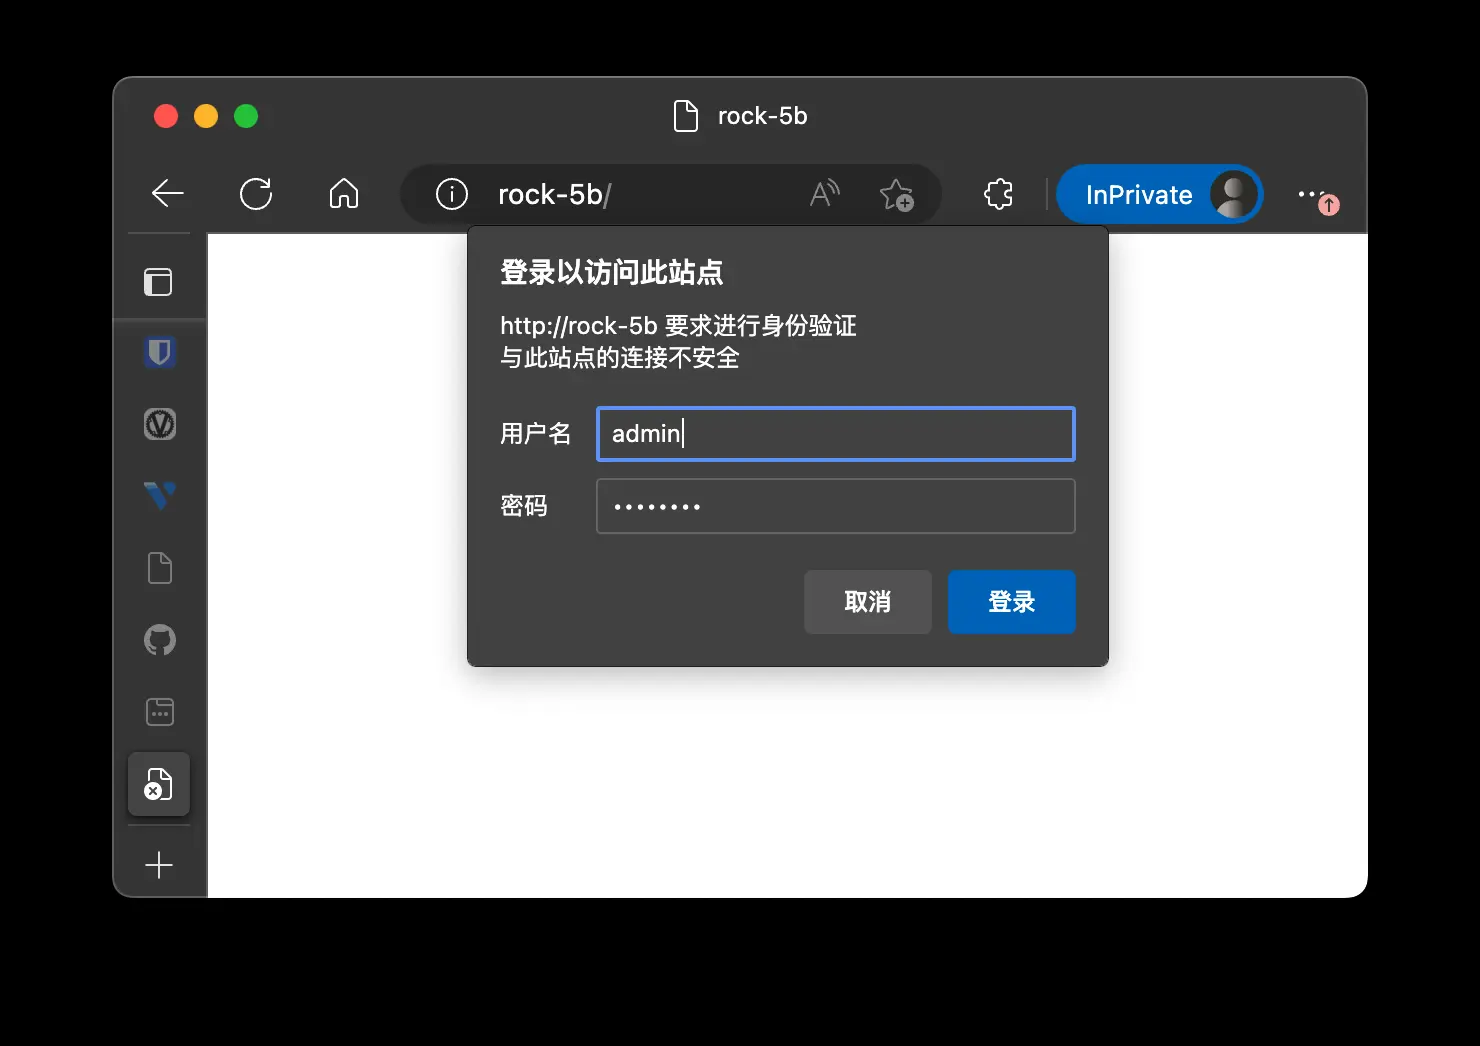 rock-5b
rock-5b/
InPrivate
登录以访问此站点
http://rock-5b 要求进行身份验证
与此站点的连接不安全
用户名
admin
密码
••••••••
取消
登录